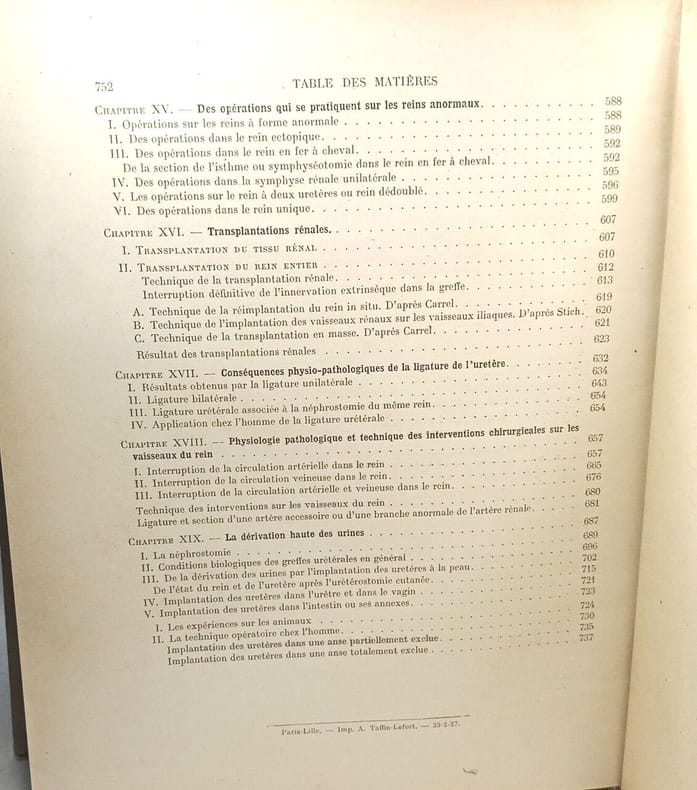 752
TABLE DES MATIÈRES
CHAPITRE XV. — Des opérations qui se pratiquent sur les reins anormaux. 588
I. Opérations sur les reins à forme anormale 588
II. Des opérations dans le rein ectopique. 589
III. Des opérations dans le rein en fer à cheval. 592
De la section de l'isthme ou symphyséotomie dans le rein en fer à cheval. 592
IV. Des opérations dans la symphyse rénale unilatérale 595
V. Les opérations sur le rein à deux uretères ou rein dédoublé. 596
VI. Des opérations dans le rein unique. 599
CHAPITRE XVI. — Transplantations rénales. 607
I. TRANSPLANTATION DU TISSU RÉNAL 607
II. TRANSPLANTATION DU REIN ENTIER 610
Technique de la transplantation rénale. 612
Interruption définitive de l'innervation extrinsèque dans la greffe. 613
A. Technique de la réimplantation du rein in situ. D'après Carrel. 619
B. Technique de l'implantation des vaisseaux rénaux sur les vaisseaux iliaques. D'après Stich. 620
C. Technique de la transplantation en masse. D'après Carrel. 621
Résultat des transplantations rénales 623
CHAPITRE XVII. — Conséquences physio-pathologiques de la ligature de l'uretère. 632
I. Résultats obtenus par la ligature unilatérale 634
II. Ligature bilatérale 643
III. Ligature urétérale associée à la néphrostomie du même rein. 654
IV. Application chez l'homme de la ligature urétérale 654
CHAPITRE XVIII. — Physiologie pathologique et technique des interventions chirurgicales sur les
vaisseaux du rein 657
I. Interruption de la circulation artérielle dans le rein 657
II. Interruption de la circulation veineuse dans le rein. 665
III. Interruption de la circulation artérielle et veineuse dans le rein. 676
Technique des interventions sur les vaisseaux du rein 680
Ligature et section d'une artère accessoire ou d'une branche anormale de l'artère rénale. 681
CHAPITRE XIX. — La dérivation haute des urines 687
I. La néphrostomie 689
II. Conditions biologiques des greffes urétérales en général 696
III. De la dérivation des urines par l'implantation des uretères à la peau. 702
De l'état du rein et de l'uretère après l'urétérostomie cutanée. 715
IV. Implantation des uretères dans l'urètre et dans le vagin 721
V. Implantation des uretères dans l'intestin ou ses annexes. 723
I. Les expériences sur les animaux 724
II. La technique opératoire chez l'homme. 730
Implantation des uretères dans une anse partiellement exclue. 735
Implantation des uretères dans une anse totalement exclue 737
Paris-Lille. — Imp. A. Taffin-Lefort. — 33-2-27.